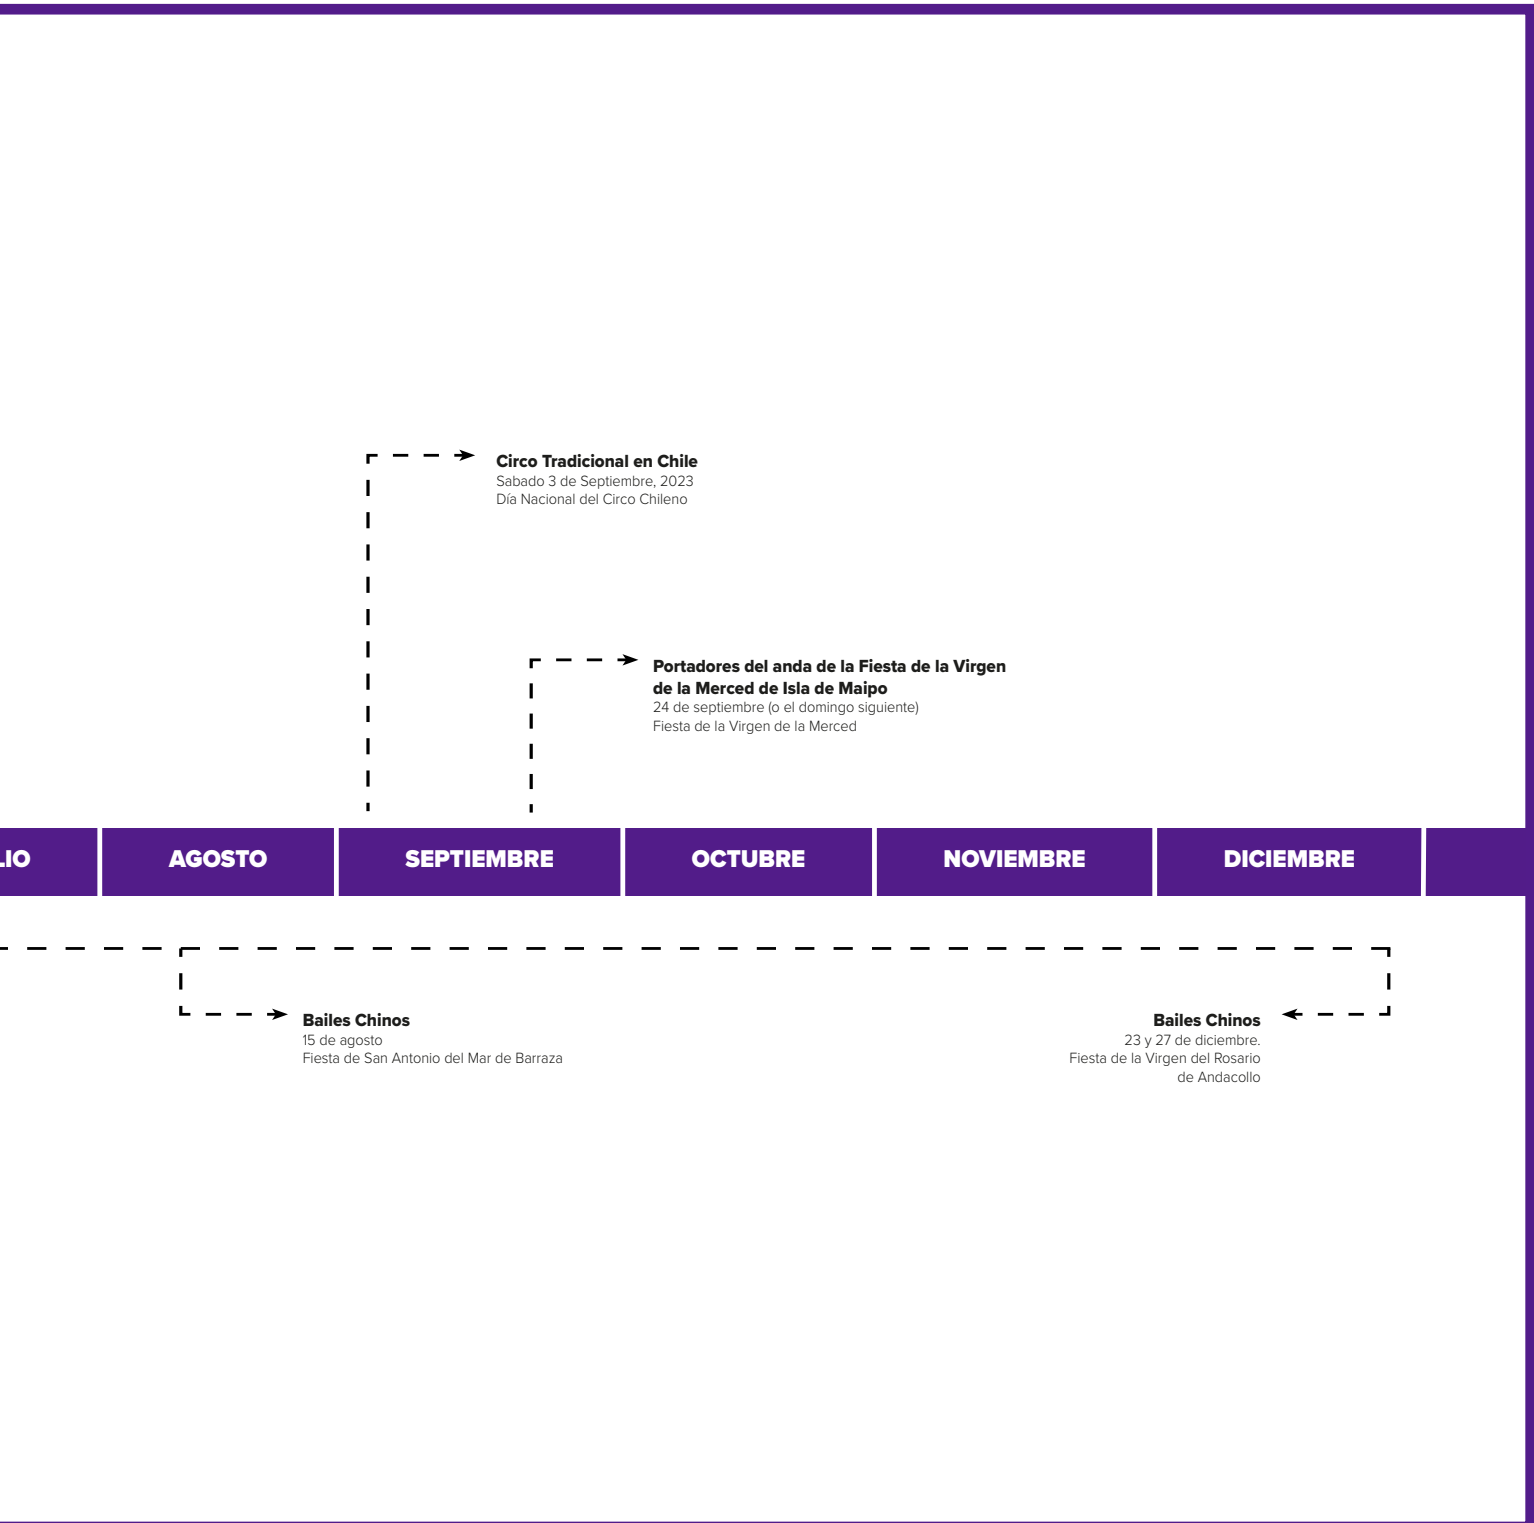 Circo Tradicional en Chile
Sabado 3 de Septiembre, 2023
Día Nacional del Circo Chileno
Portadores del anda de la Fiesta de la Virgen
de la Merced de Isla de Maipo
24 de septiembre (o el domingo siguiente)
Fiesta de la Virgen de la Merced
LIO AGOSTO SEPTIEMBRE OCTUBRE NOVIEMBRE DICIEMBRE
Bailes Chinos
15 de agosto
Fiesta de San Antonio del Mar de Barraza
Bailes Chinos
23 y 27 de diciembre.
Fiesta de la Virgen del Rosario
de Andacollo